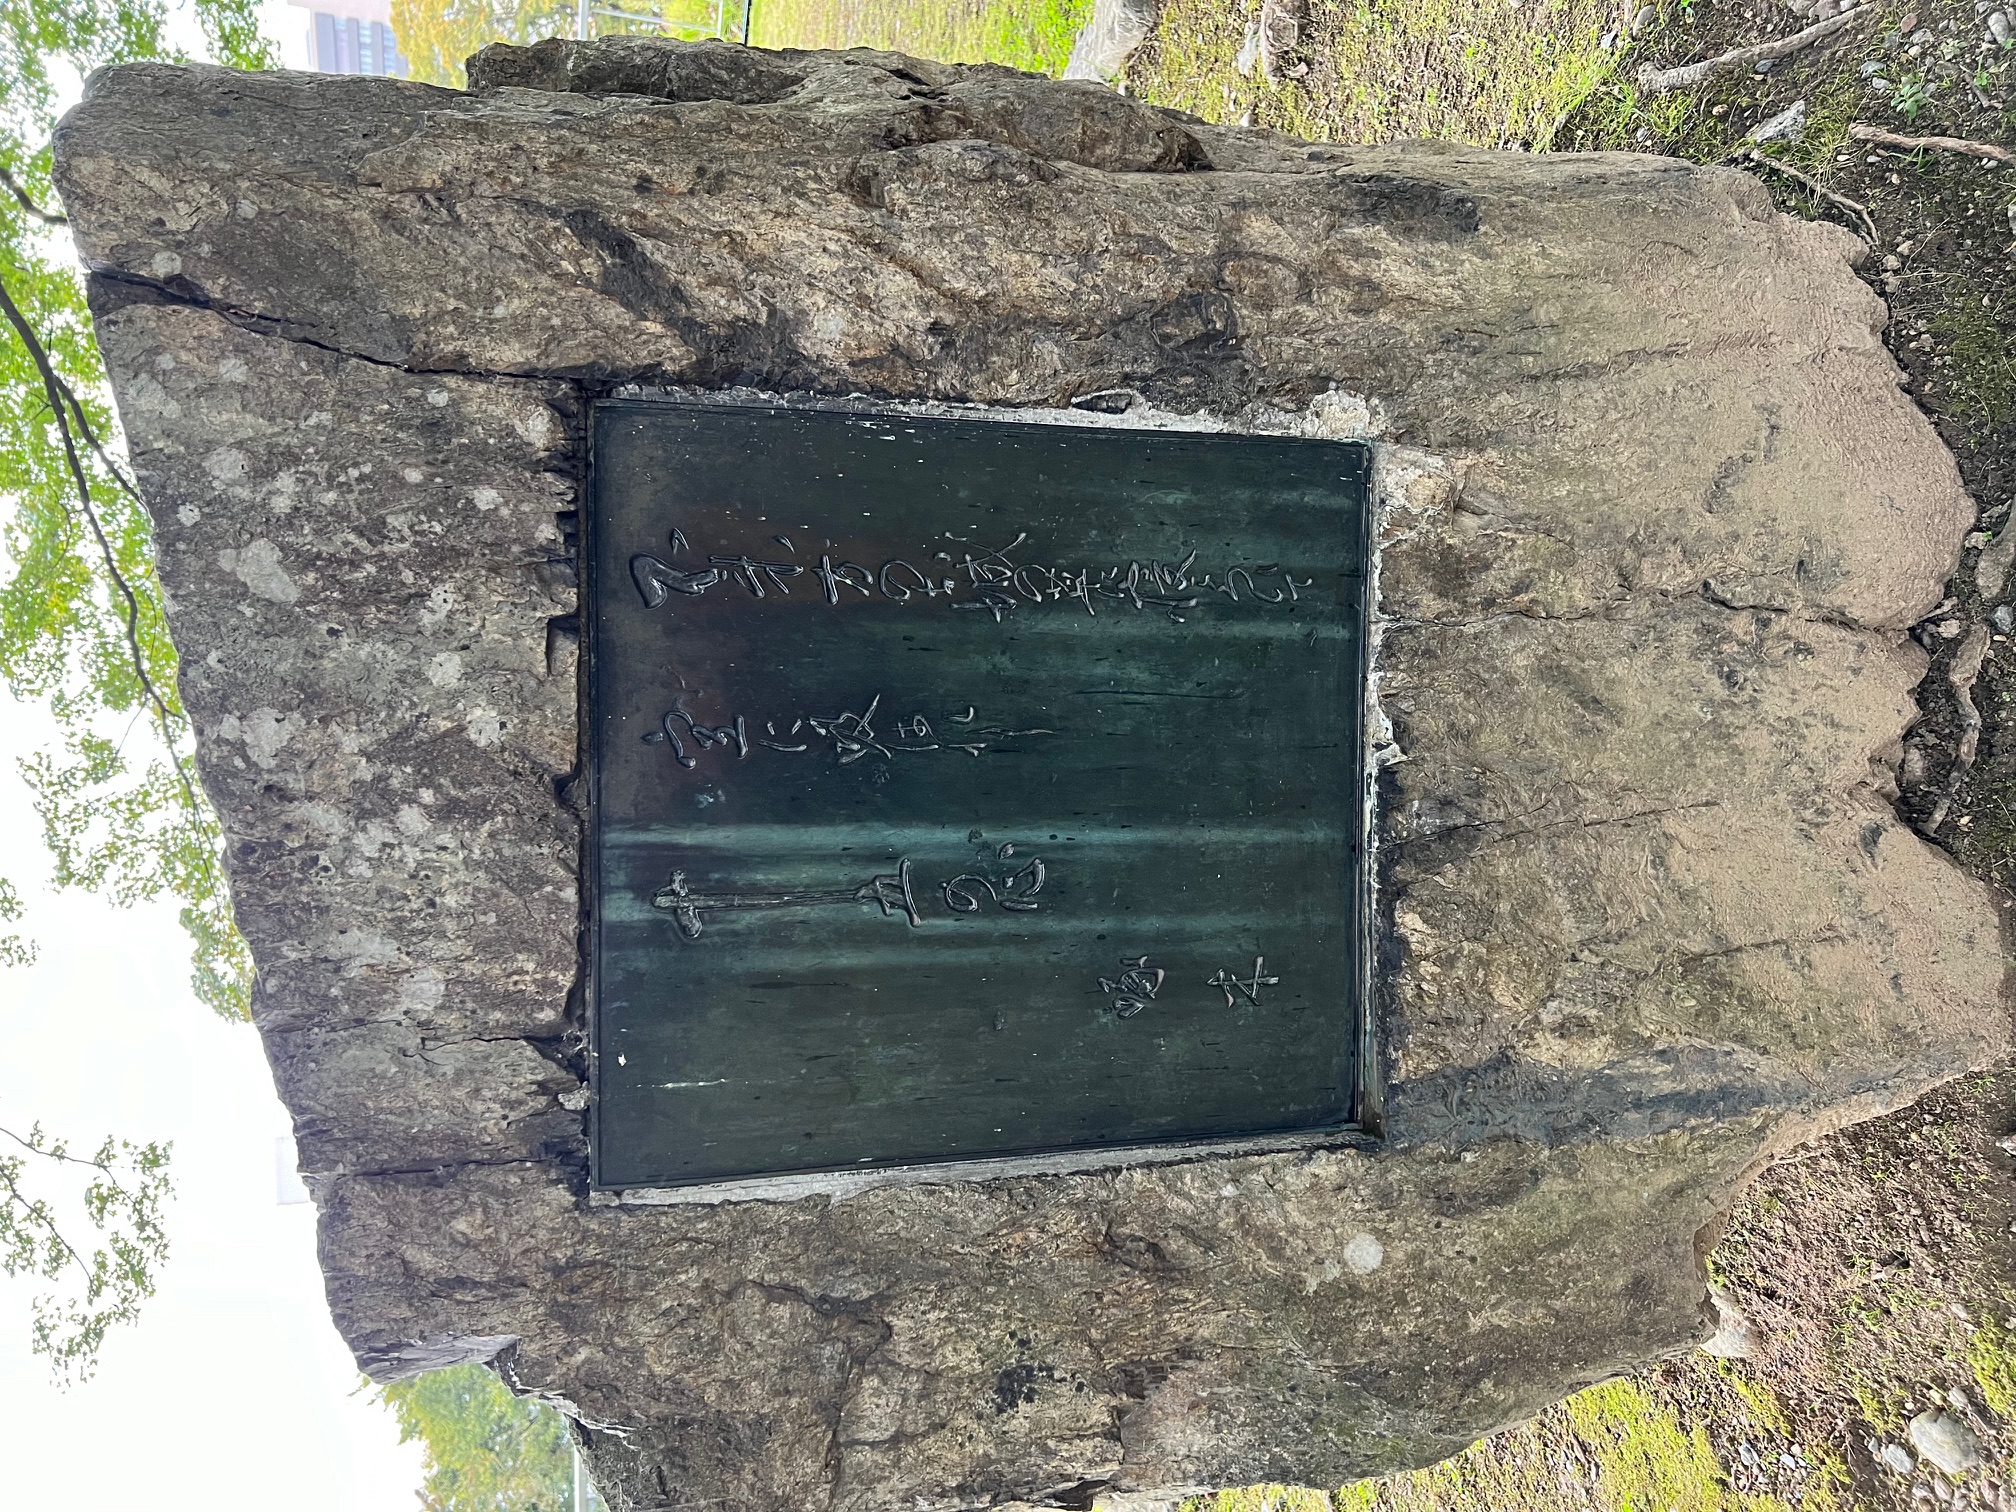 不来方のお城の草に寝ころびて
空に吸はれし
十五の心
啄木